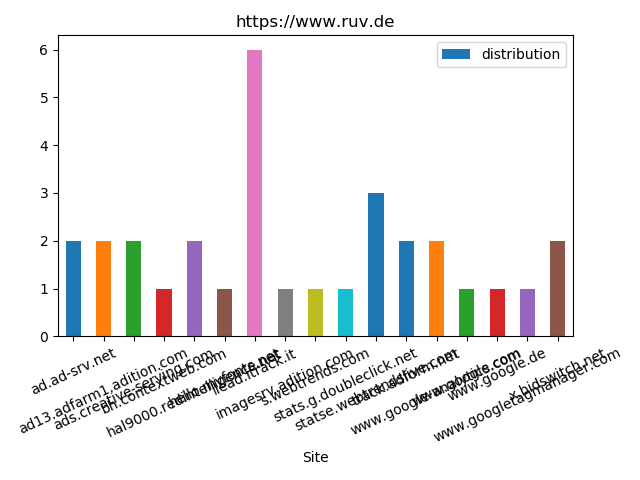 https://www.ruv.de
distribution
6
5
4
3
2
1
0
ad.ad-srv.net
ad13.adfarm1.adition.com
ads.creative-serving.com
bh.contextweb.com
hal9000.redintelligence.net
imagesrv.adition.com
s.webtrends.com
stats.g.doubleclick.net
statse.webtrendslive.com
track.adform.net
www.google-analytics.com
www.google.com
www.google.de
www.googletagmanager.com
x.bidswitch.net
Site